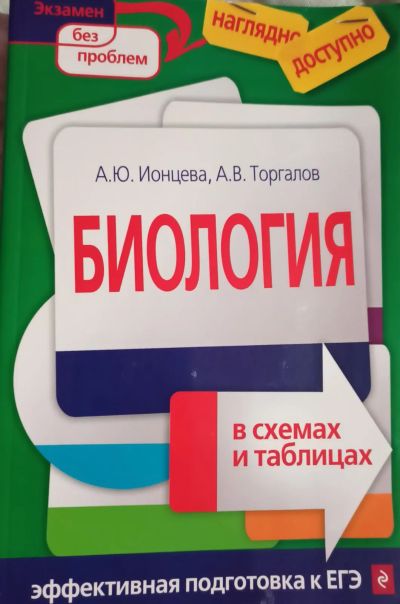 Экзамен
без
проблем
наглядно
доступно
А.Ю. Ионцева, А.В. Торгалов
БИОЛОГИЯ
в схемах
и таблицах
эффективная подготовка к ЕГЭ